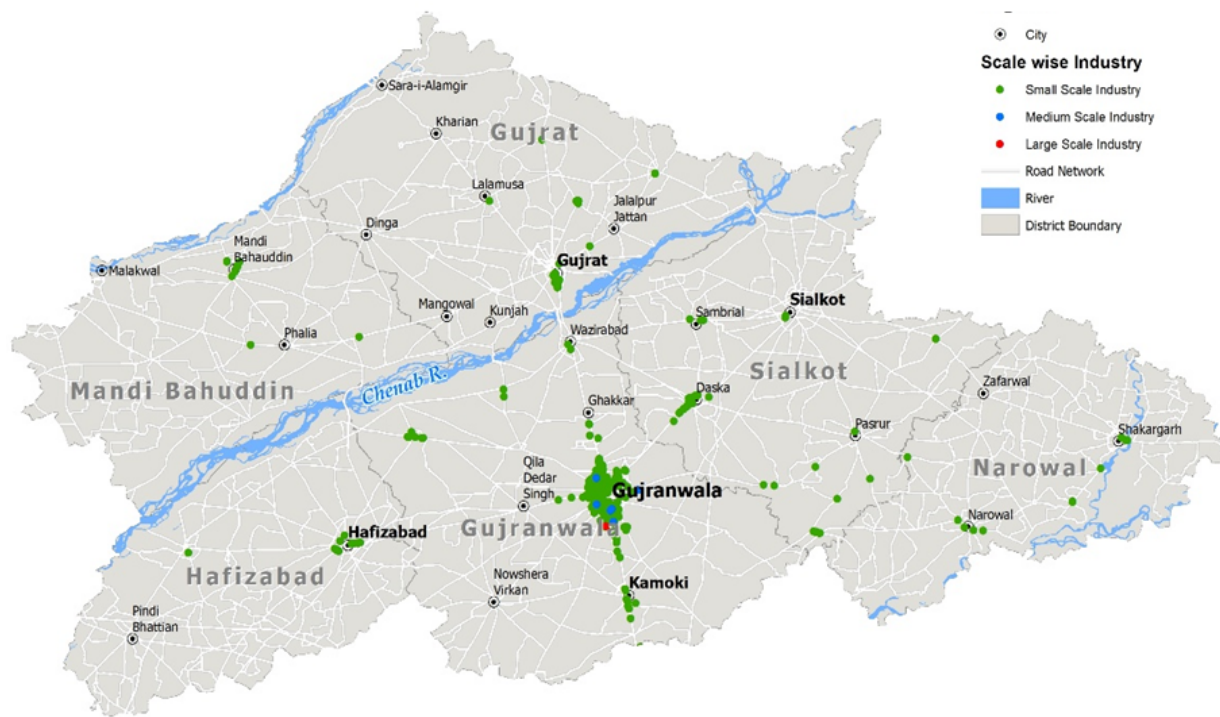 City
Scale wise Industry
Small Scale Industry
Medium Scale Industry
Large Scale Industry
Road Network
River
District Boundary
Sara-i-Alamgir
Kharian
Gujrat
Lalamusa
Jalalpur
Jattan
Dinga
Mandi
Bahauddin
Malakwal
Gujrat
Mangowal
Kunjah
Sialkot
Sambrial
Wazirabad
Phalia
Mandi Bahuddin
Chenab R.
Sialkot
Daska
Zafarwal
Ghakkar
Pasrur
Shakargarh
Narowal
Qila
Dedar
Singh
Gujranwala
Gujranwala
Narowal
Hafizabad
Hafizabad
Nowshera
Virkan
Kamoki
Pindi
Bhattian